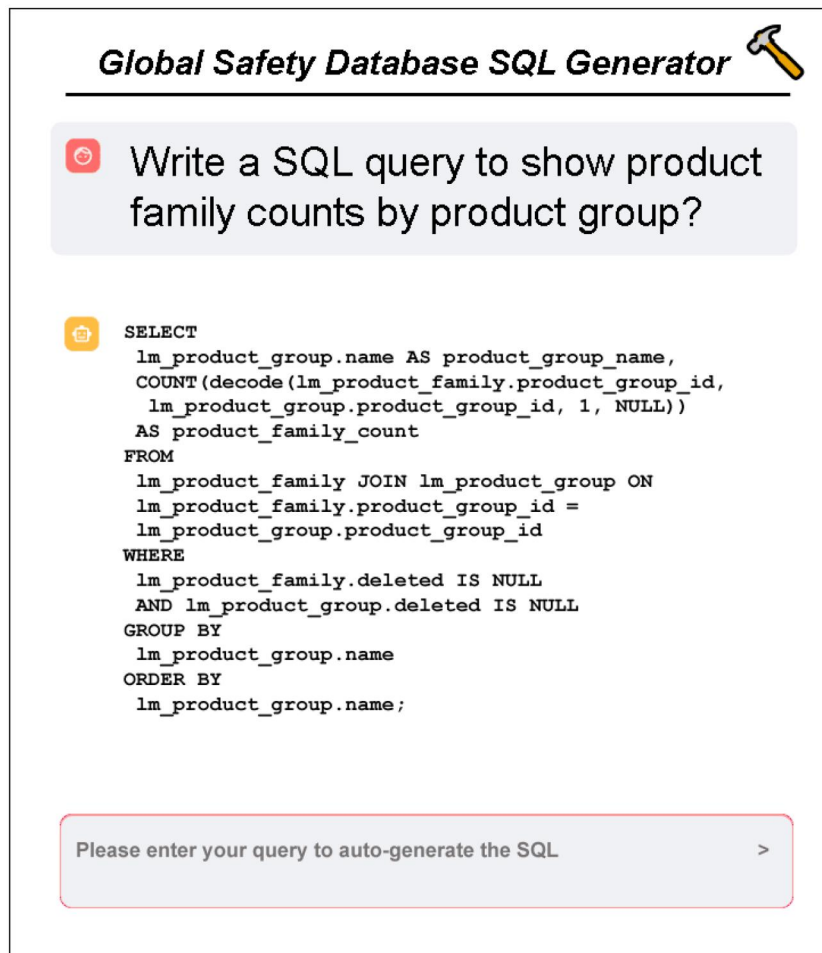 Global Safety Database SQL Generator
Write a SQL query to show product
family counts by product group?
SELECT
lm_product_group.name AS product_group_name,
COUNT(decode(lm_product_family.product_group_id,
lm_product_group.product_group_id, 1, NULL))
AS product_family_count
FROM
lm_product_family JOIN lm_product_group ON
lm_product_family.product_group_id =
lm_product_group.product_group_id
WHERE
lm_product_family.deleted IS NULL
AND lm_product_group.deleted IS NULL
GROUP BY
lm_product_group.name
ORDER BY
lm_product_group.name;
Please enter your query to auto-generate the SQL >